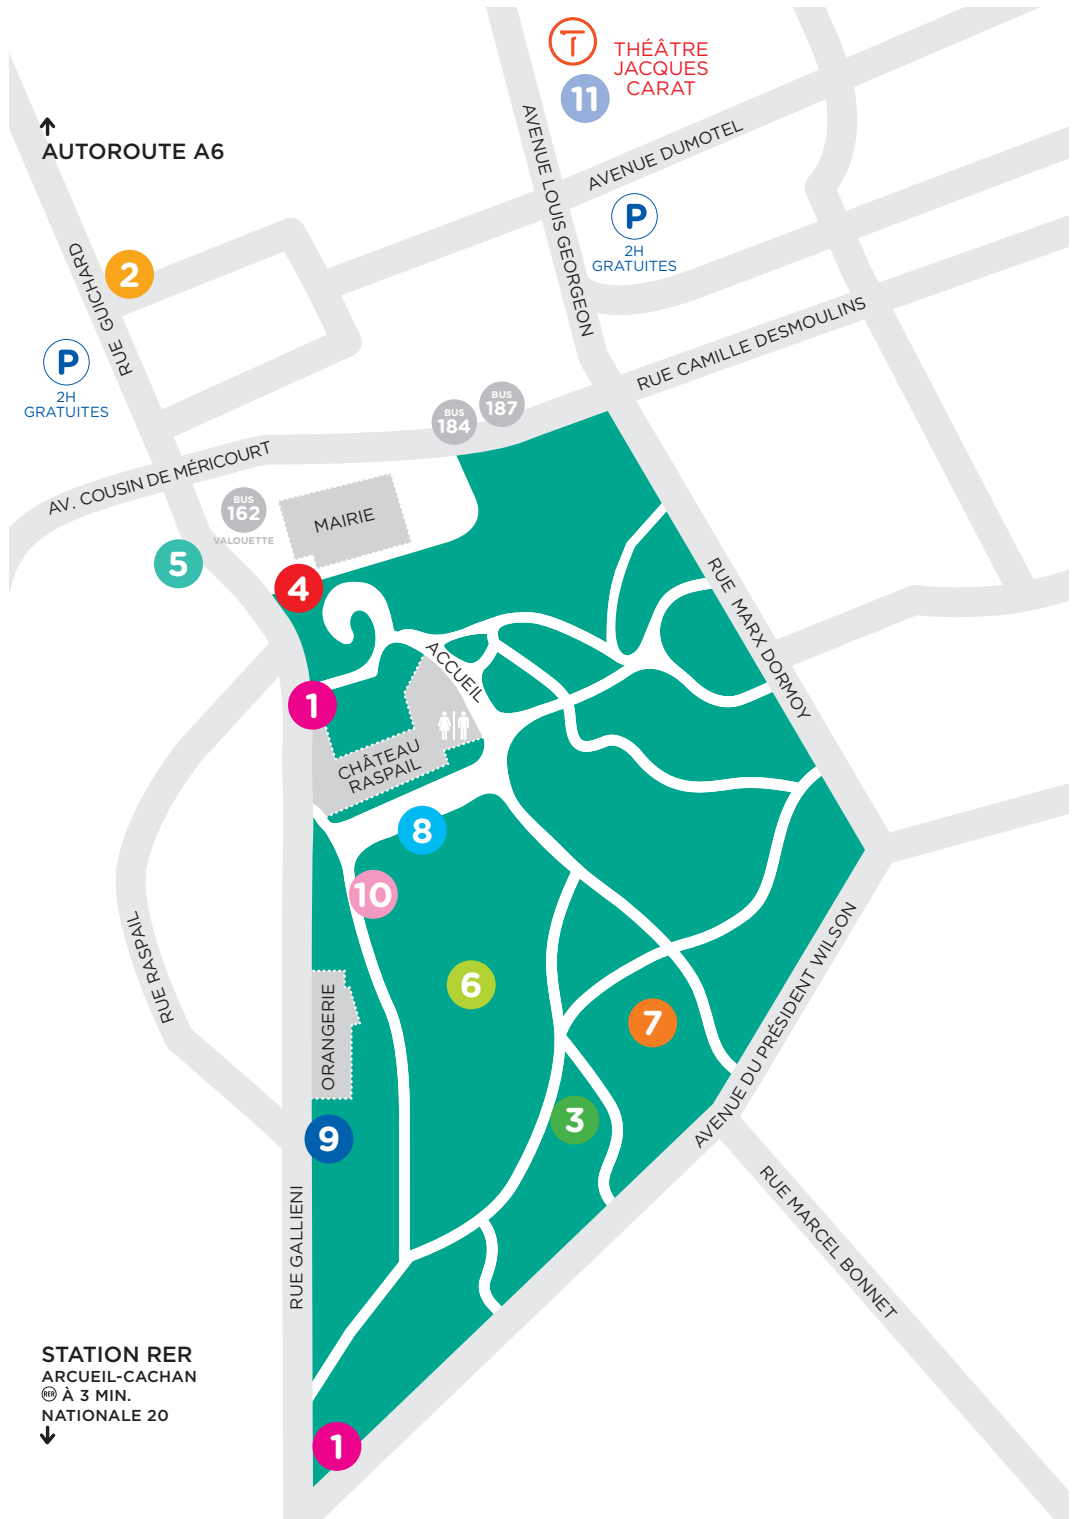 T
THÉÂTRE
JACQUES
CARAT
11
AUTOROUTE A6
AVENUE DUMOTEL
AVENUE LOUIS GEORGEON
P
2H
GRATUITES
RUE GUICHARD
2
P
2H
GRATUITES
RUE CAMILLE DESMOULINS
BUS
187
BUS
184
AV. COUSIN DE MÉRICOURT
BUS
162
VALOUETTE
MAIRIE
5
4
RUE MARX DORMOY
ACCUEIL
1
CHÂTEAU
RASPAIL
8
10
RUE RASPAIL
6
7
AVENUE DU PRÉSIDENT WILSON
ORANGERIE
3
9
RUE GALLIENI
RUE MARCEL BONNET
STATION RER
ARCUEIL-CACHAN
RER À 3 MIN.
NATIONALE 20
1